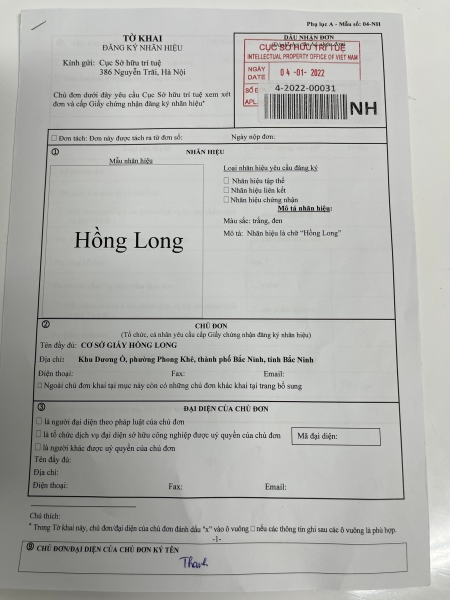 Phụ lục A - Mẫu số: 04-NH
TỜ KHAI
ĐĂNG KÝ NHÃN HIỆU
Kính gửi: Cục Sở hữu trí tuệ
386 Nguyễn Trãi, Hà Nội
Chủ đơn dưới đây yêu cầu Cục Sở hữu trí tuệ xem xét
đơn và cấp Giấy chứng nhận đăng ký nhãn hiệu*
DẤU NHẬN ĐƠN
CỤC SỞ HỮU TRÍ TUỆ
INTELLECTUAL PROPERTY OFFICE OF VIET NAM
NGÀY
DATE
04-01-2022
SỐ Đ
APL
4-2022-00031
NH
☐ Đơn tách: Đơn này được tách ra từ đơn số: Ngày nộp đơn:
① NHÃN HIỆU
Mẫu nhãn hiệu
Hồng Long
Loại nhãn hiệu yêu cầu đăng ký
☐ Nhãn hiệu tập thể
☐ Nhãn hiệu liên kết
☐ Nhãn hiệu chứng nhận
Mô tả nhãn hiệu:
Màu sắc: trắng, đen
Mô tả: Nhãn hiệu là chữ “Hồng Long”
② CHỦ ĐƠN
(Tổ chức, cá nhân yêu cầu cấp Giấy chứng nhận đăng ký nhãn hiệu)
Tên đầy đủ: CƠ SỞ GIẤY HỒNG LONG
Địa chỉ: Khu Dương Ổ, phường Phong Khê, thành phố Bắc Ninh, tỉnh Bắc Ninh
Điện thoại: Fax: Email:
☐ Ngoài chủ đơn khai tại mục này còn có những chủ đơn khác khai tại trang bổ sung
③ ĐẠI DIỆN CỦA CHỦ ĐƠN
☐ là người đại diện theo pháp luật của chủ đơn
☐ là tổ chức dịch vụ đại diện sở hữu công nghiệp được uỷ quyền của chủ đơn
Mã đại diện:
☐ là người khác được uỷ quyền của chủ đơn
Tên đầy đủ:
Địa chỉ:
Điện thoại: Fax: Email:
Chú thích:
* Trong Tờ khai này, chủ đơn/đại diện của chủ đơn đánh dấu "x" vào ô vuông ☐ nếu các thông tin ghi sau các ô vuông là phù hợp.
-1-
⑨ CHỦ ĐƠN/ĐẠI DIỆN CỦA CHỦ ĐƠN KÝ TÊN
Thanh